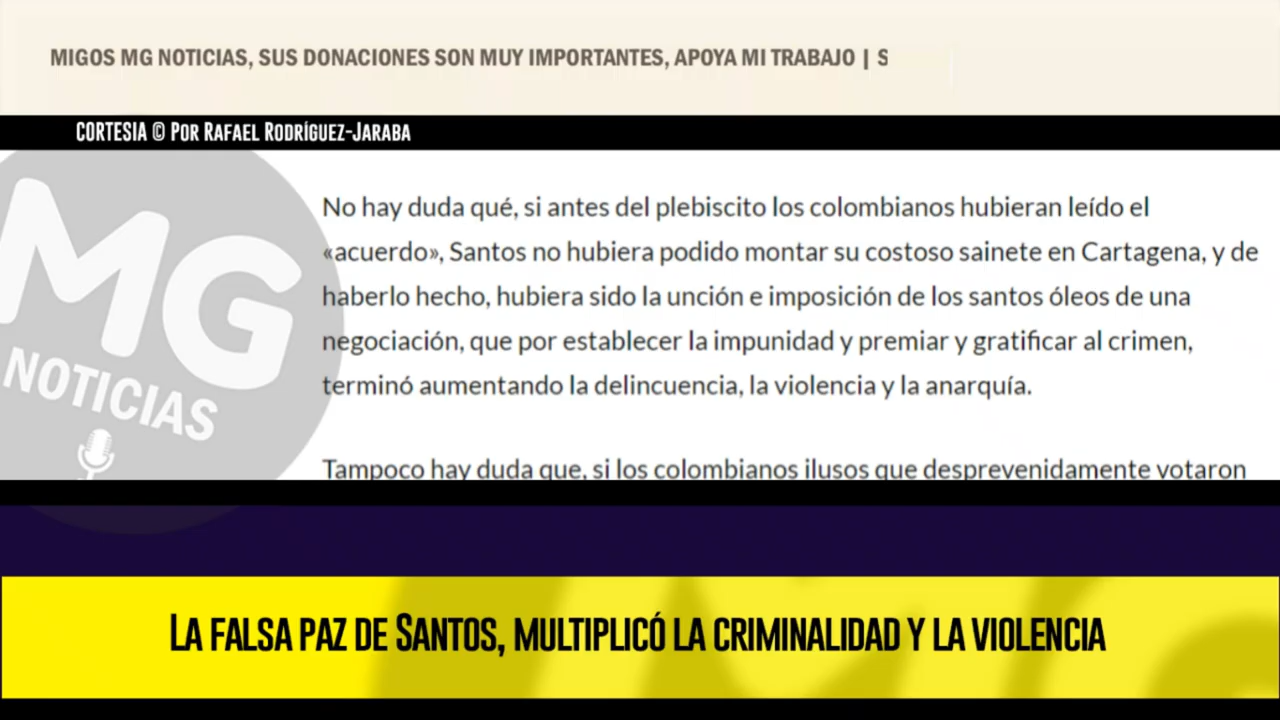 MIGOS MG NOTICIAS, SUS DONACIONES SON MUY IMPORTANTES, APOYA MI TRABAJO | S
CORTESIA © POR RAFAEL RODRÍGUEZ-JARABA
MG
NOTICIAS
No hay duda qué, si antes del plebiscito los colombianos hubieran leído el
«acuerdo», Santos no hubiera podido montar su costoso sainete en Cartagena, y de
haberlo hecho, hubiera sido la unción e imposición de los santos óleos de una
negociación, que por establecer la impunidad y premiar y gratificar al crimen,
terminó aumentando la delincuencia, la violencia y la anarquía.
Tampoco hay duda que, si los colombianos ilusos que desprevenidamente votaron
LA FALSA PAZ DE SANTOS, MULTIPLICÓ LA CRIMINALIDAD Y LA VIOLENCIA